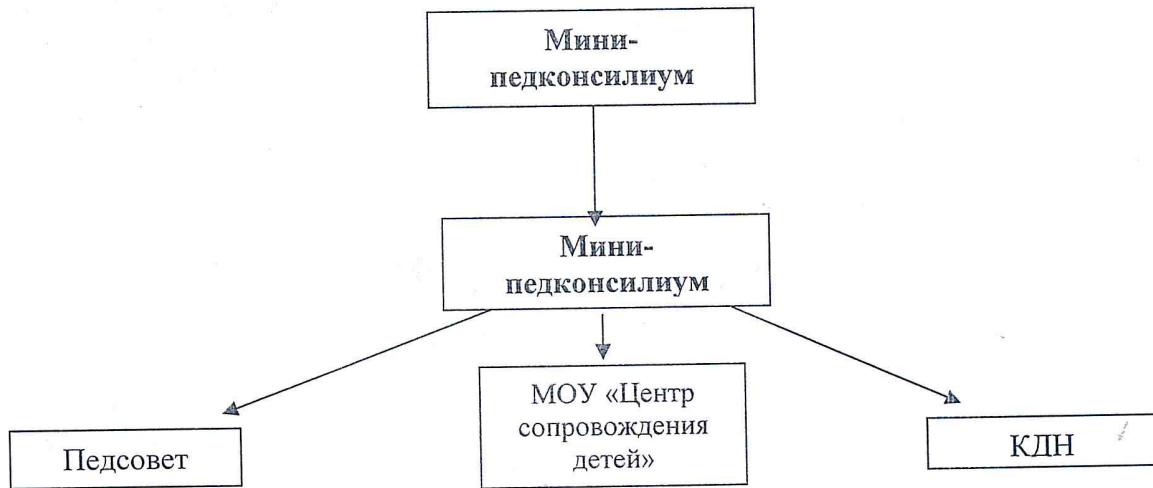 Мини-
педконсилиум
Мини-
педконсилиум
МОУ «Центр
сопровождения
детей»
Педсовет
КДН